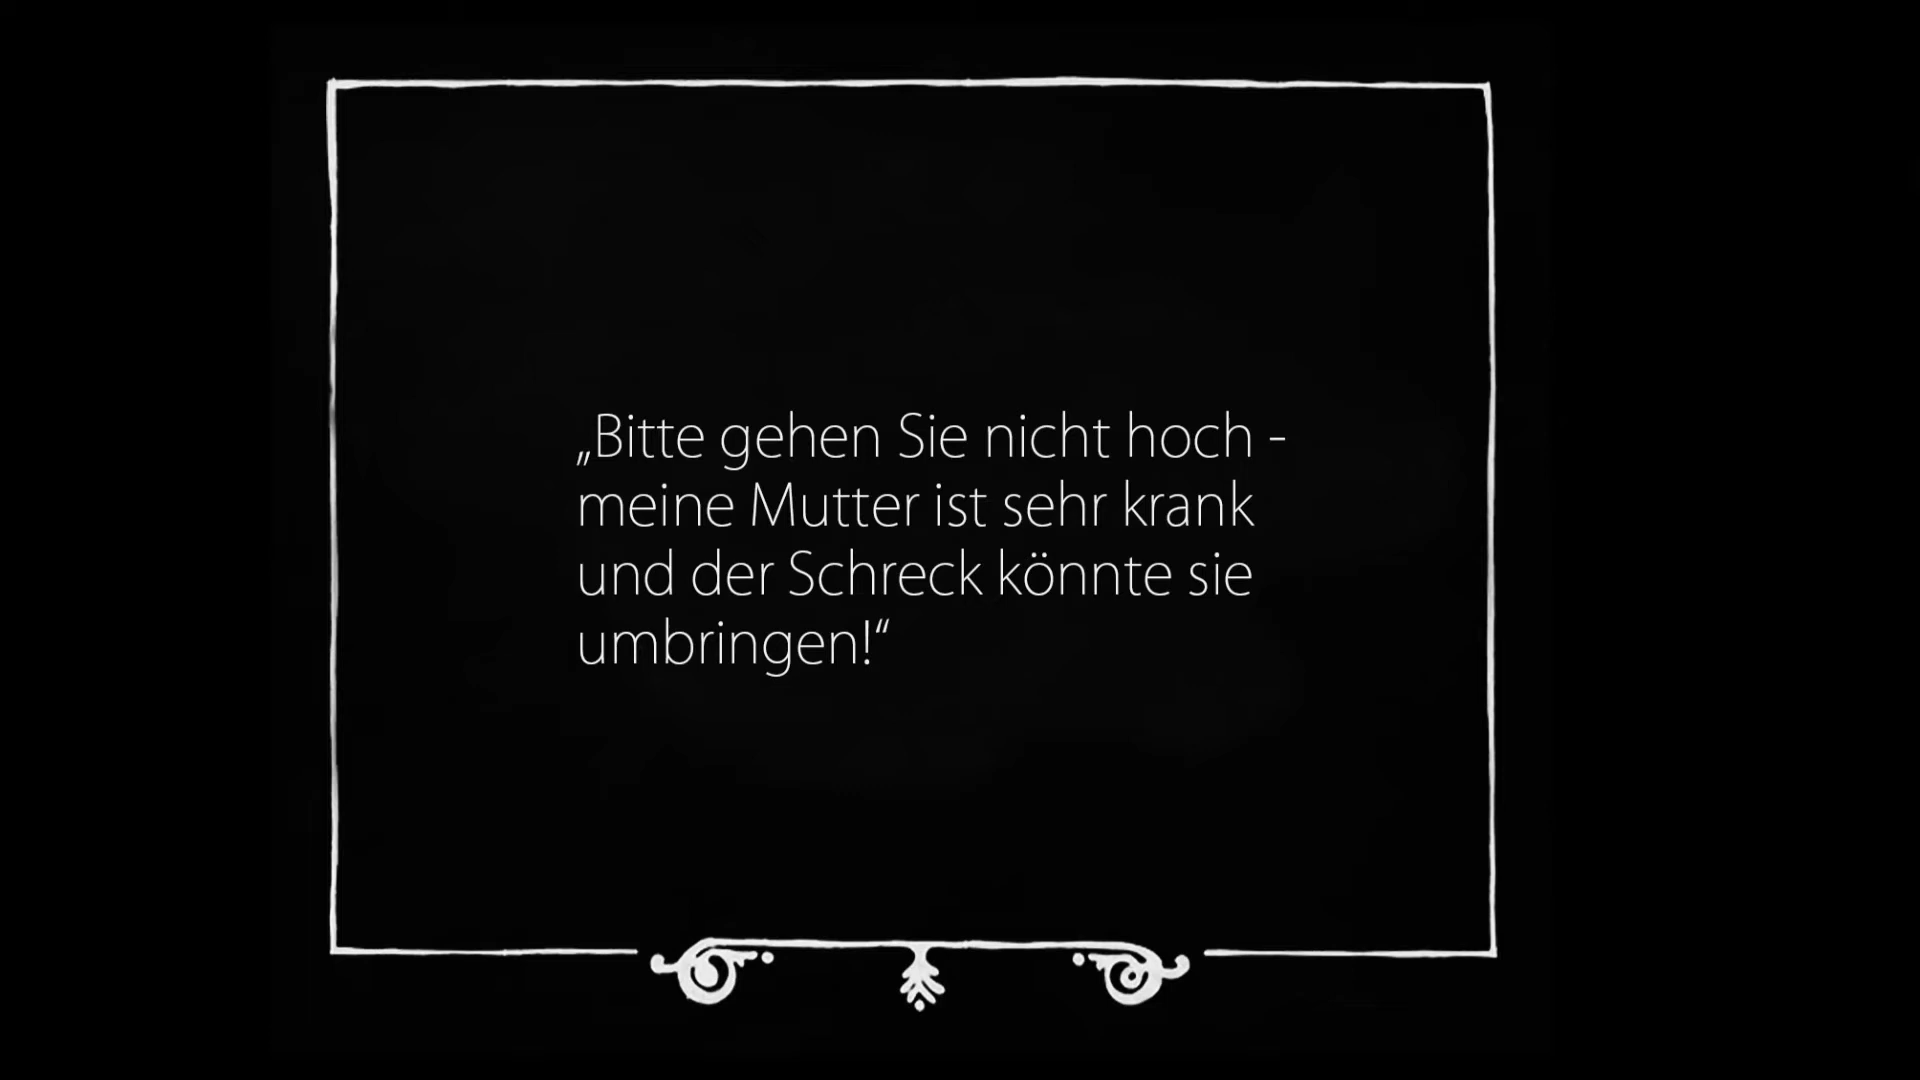 „Bitte gehen Sie nicht hoch -
meine Mutter ist sehr krank
und der Schreck könnte sie
umbringen!“